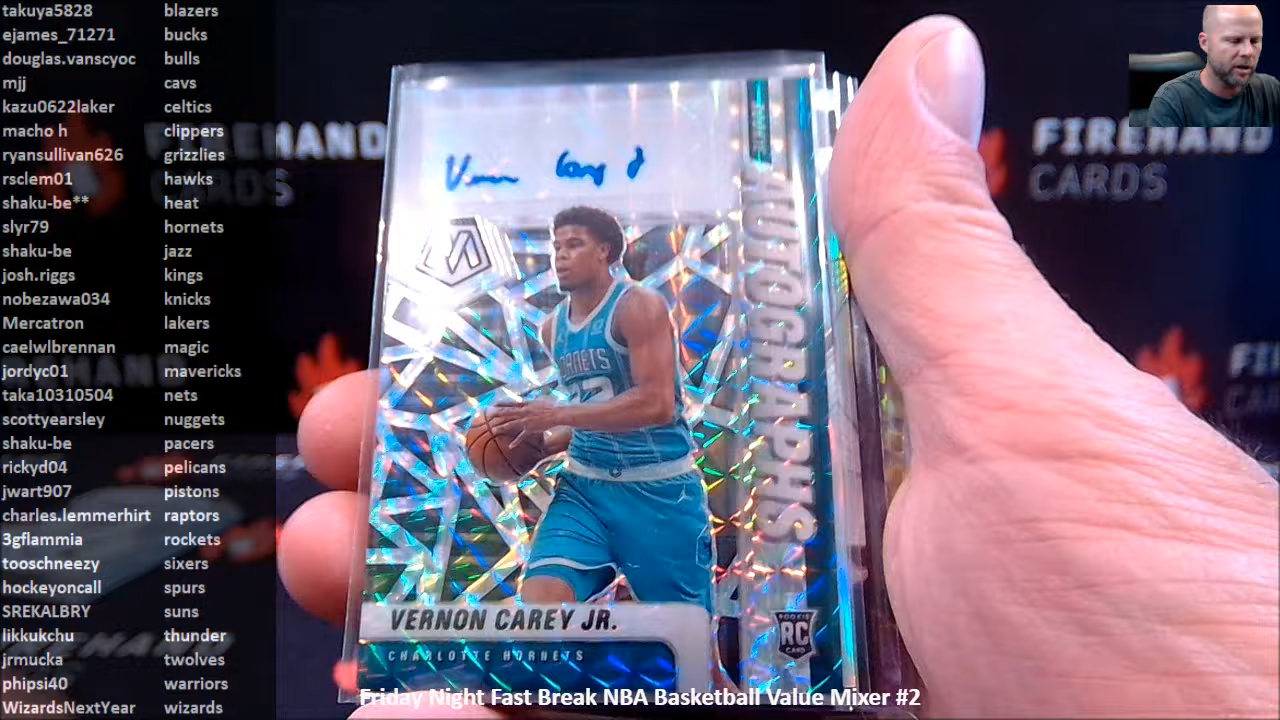 takuya5828 blazers
ejames_71271 bucks
douglas.vanscyoc bulls
mjj cavs
kazu0622laker celtics
macho h clippers
ryansullivan626 grizzlies
rsclem01 hawks
shaku-be** heat
slyr79 hornets
shaku-be jazz
josh.riggs kings
nobezawa034 knicks
Mercatron lakers
caelwlbrennan magic
jordyc01 mavericks
taka10310504 nets
scottyearsley nuggets
shaku-be pacers
rickyd04 pelicans
jwart907 pistons
charles.lemmerhirt raptors
3gflammia rockets
tooschneezy sixers
hockeyoncall spurs
SREKALBRY suns
likkukchu thunder
jrmucka twolves
phipsi40 warriors
WizardsNextYear wizards
FIREHAND
CARDS
FIREHAND
CARDS
AUTOGRAPHS
HORNETS
VERNON CAREY JR.
CHARLOTTE HORNETS
ROOKIE
RC
CARD
Friday Night Fast Break NBA Basketball Value Mixer #2